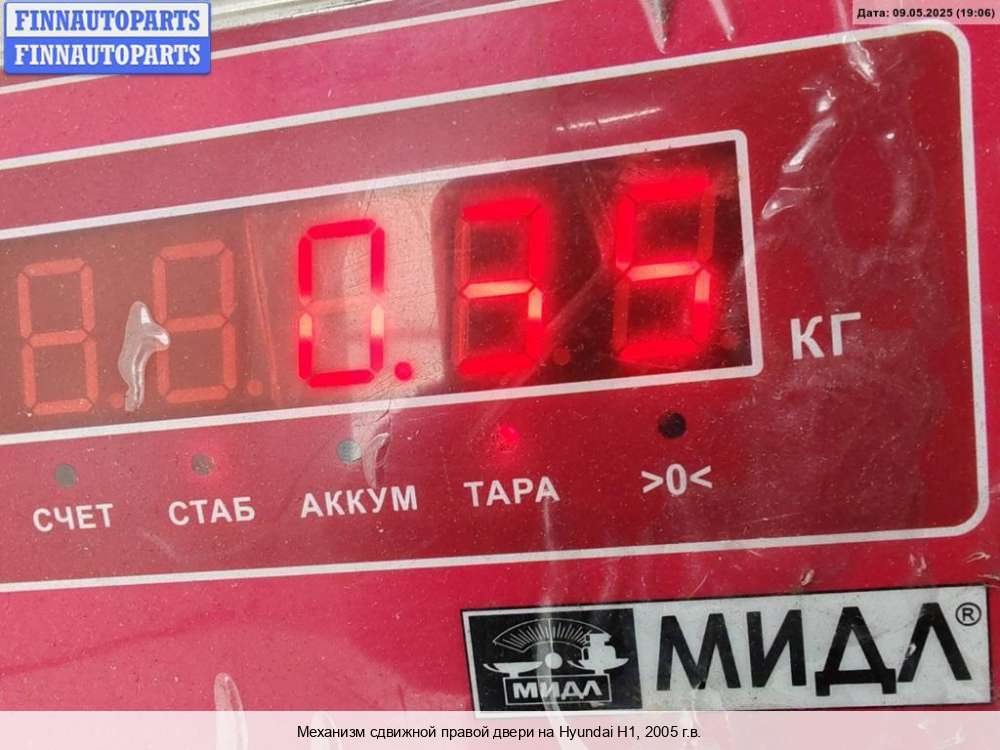 FINNAUTOPARTS
FINNAUTOPARTS
Дата: 09.05.2025 (19:06)
0.35
КГ
СЧЕТ СТАБ АККУМ ТАРА >0<
МИДЛ МИДЛ®
Механизм сдвижной правой двери на Hyundai H1, 2005 г.в.